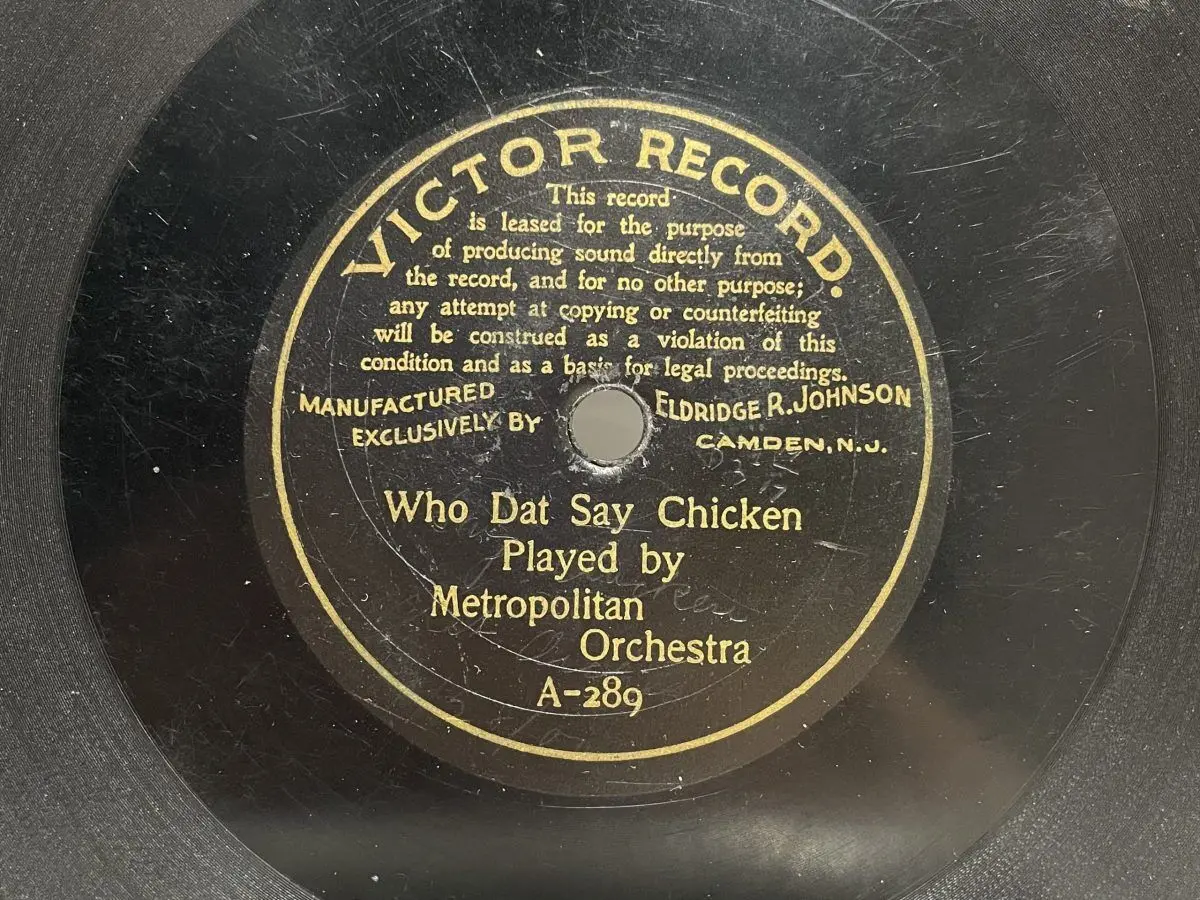 VICTOR RECORD.
This record
is leased for the purpose
of producing sound directly from
the record, and for no other purpose;
any attempt at copying or counterfeiting
will be construed as a violation of this
condition and as a basis for legal proceedings.
MANUFACTURED
EXCLUSIVELY BY
ELDRIDGE R. JOHNSON
CAMDEN, N.J.
Who Dat Say Chicken
Played by
Metropolitan
Orchestra
A-289